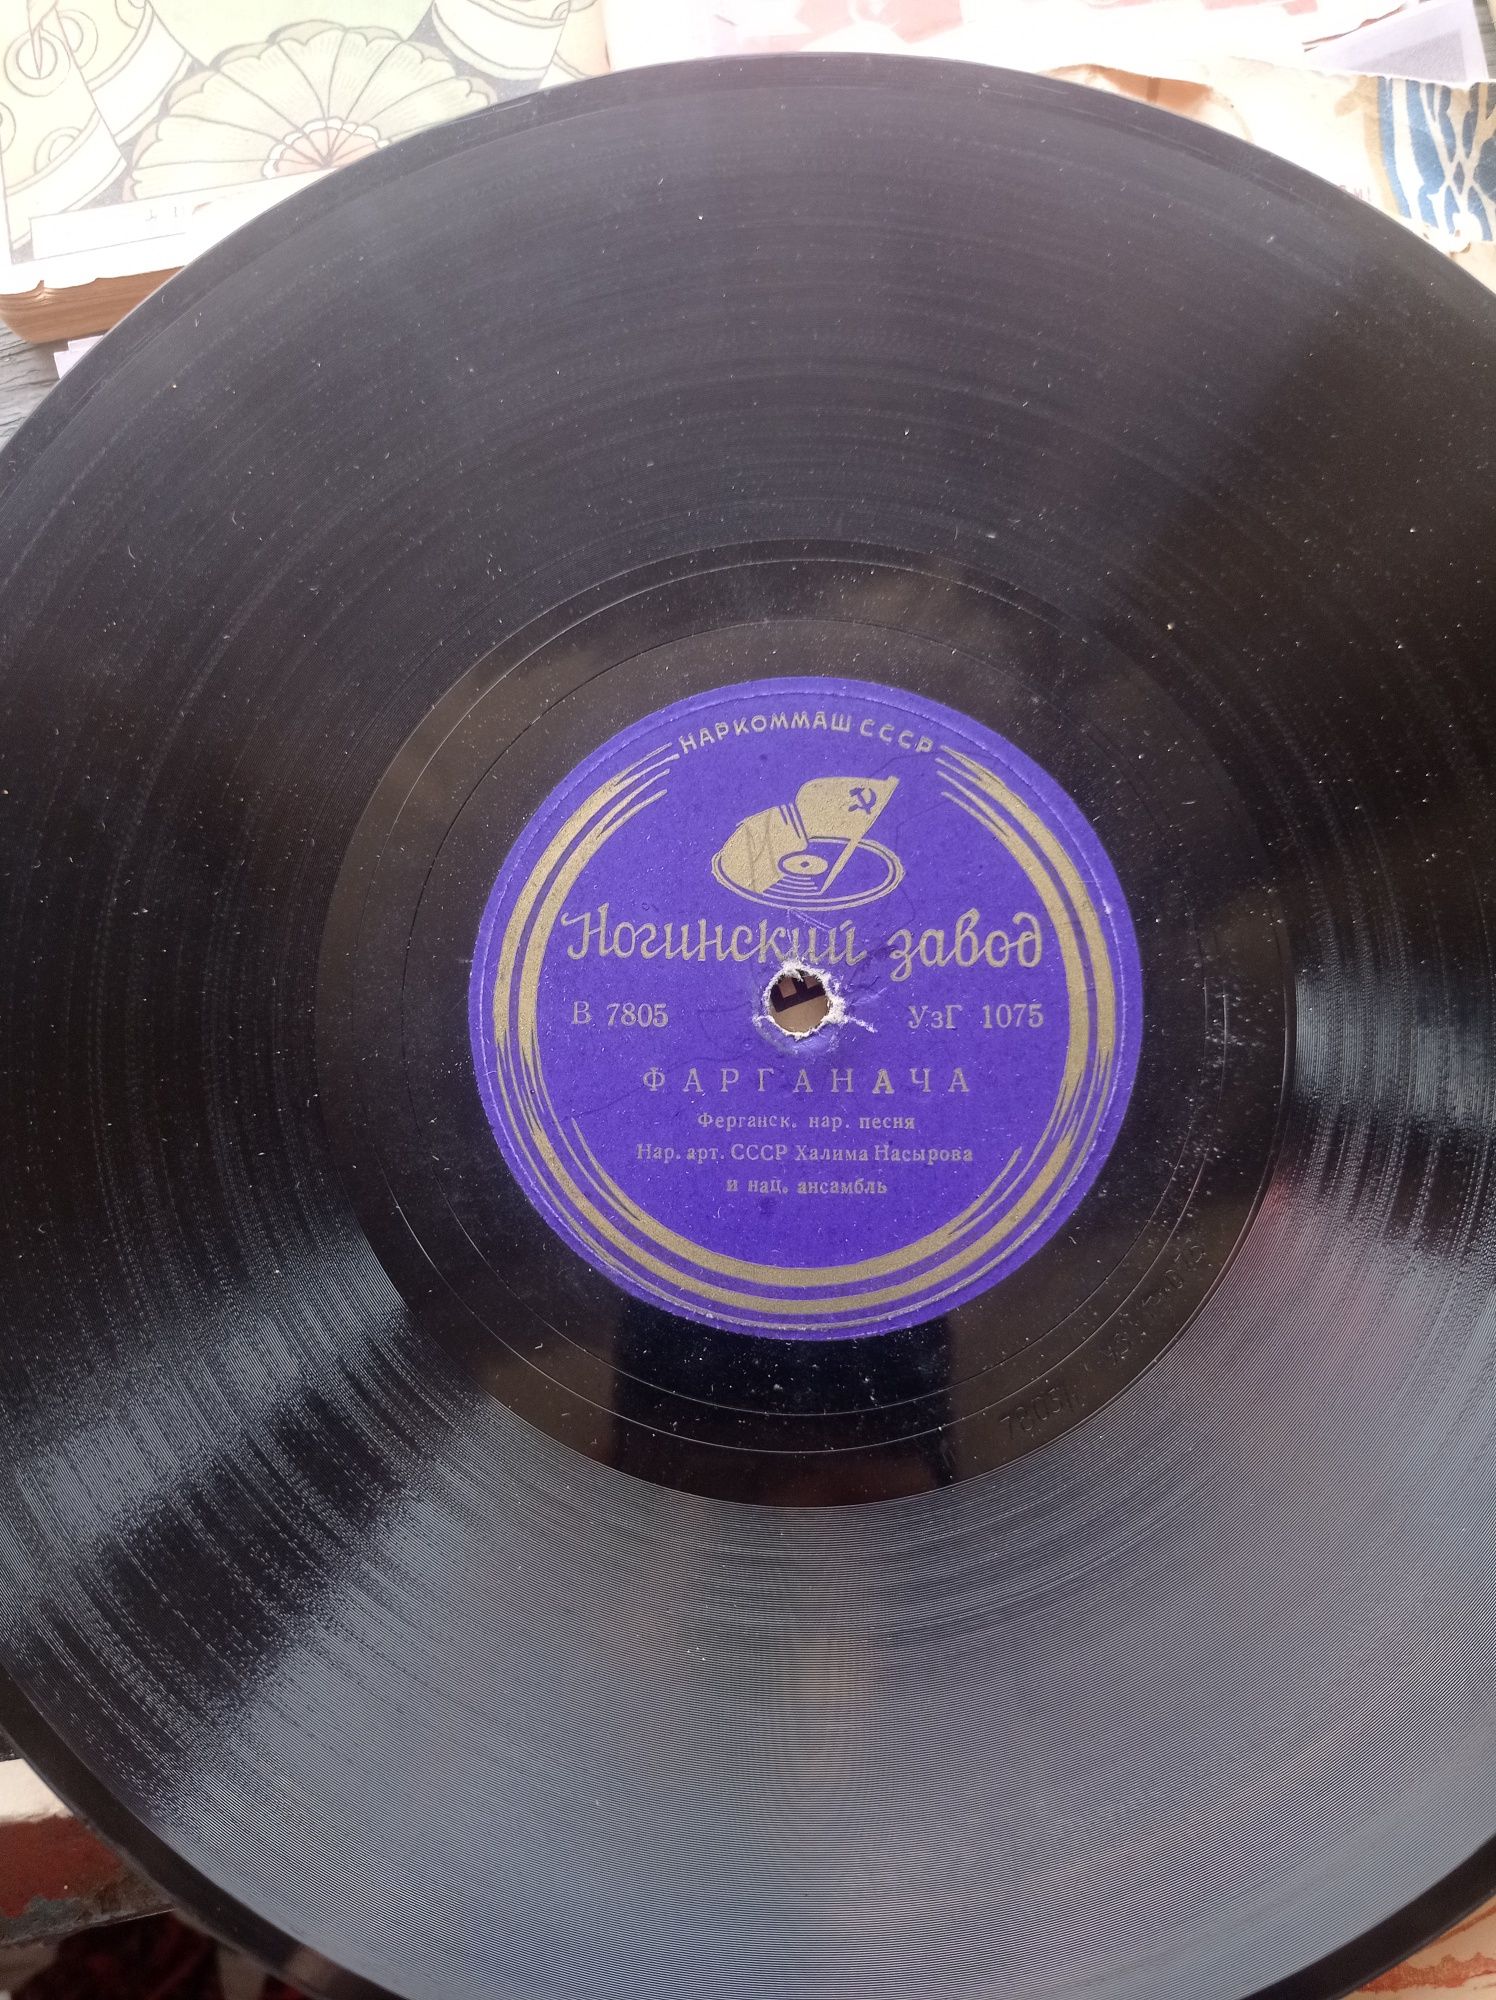 НАРКОММАШ СССР
Ногинский завод
В 7805 УзГ 1075
ФАРГАНАЧА
Ферганск. нар. песня
Нар. арт. СССР Халима Насырова
и нац. ансамбль